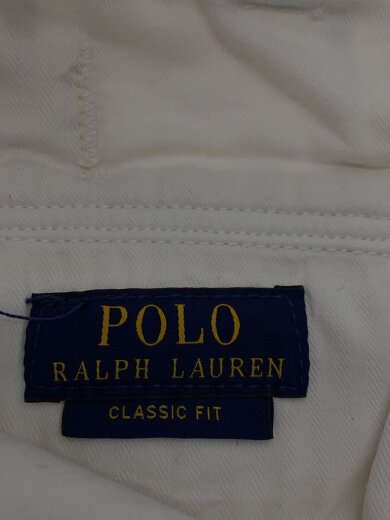 POLO
RALPH LAUREN
CLASSIC FIT